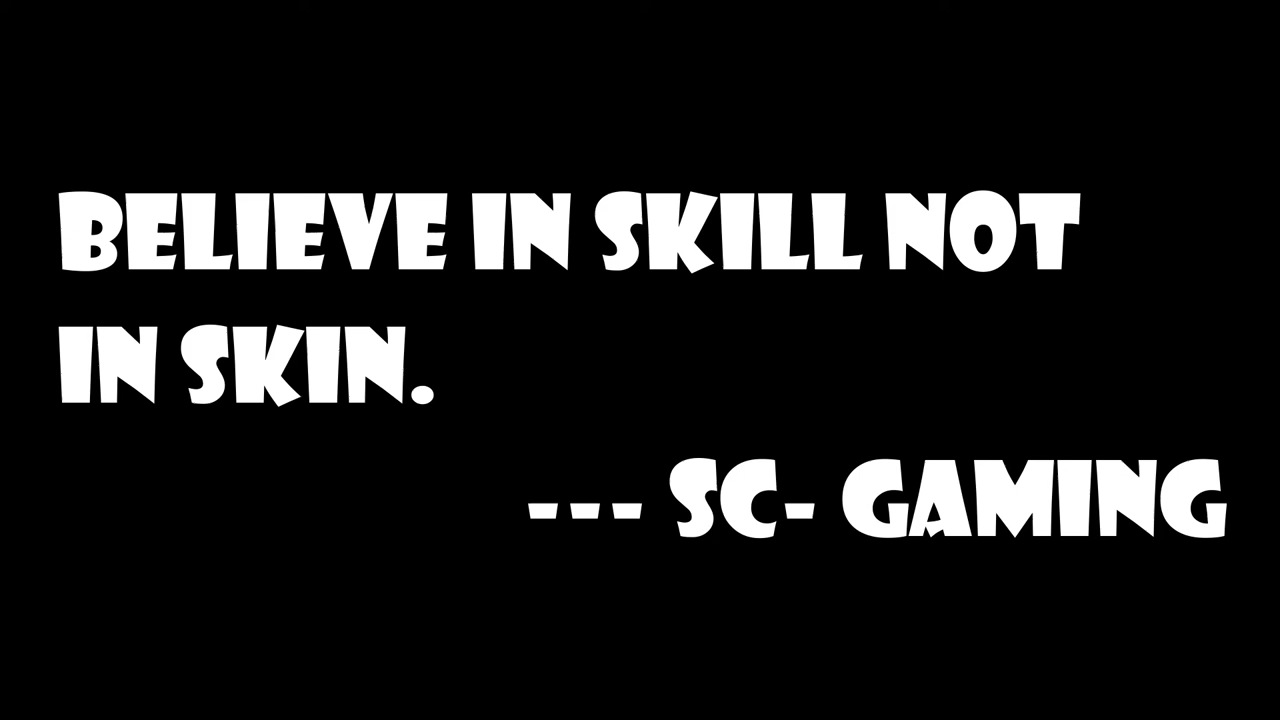 BELIEVE IN SKILL NOT
IN SKIN.
--- SC- GAMING